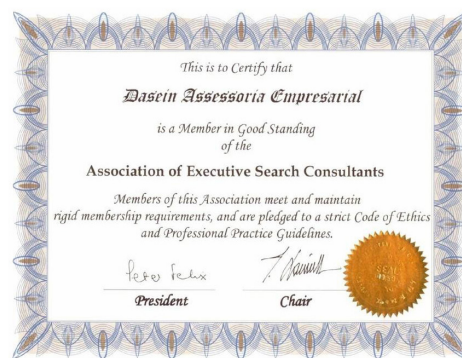 This is to Certify that
Dasein Assessoria Empresarial
is a Member in Good Standing
of the
Association of Executive Search Consultants
Members of this Association meet and maintain
rigid membership requirements, and are pledged to a strict Code of Ethics
and Professional Practice Guidelines.
Peter Felix
President Chair